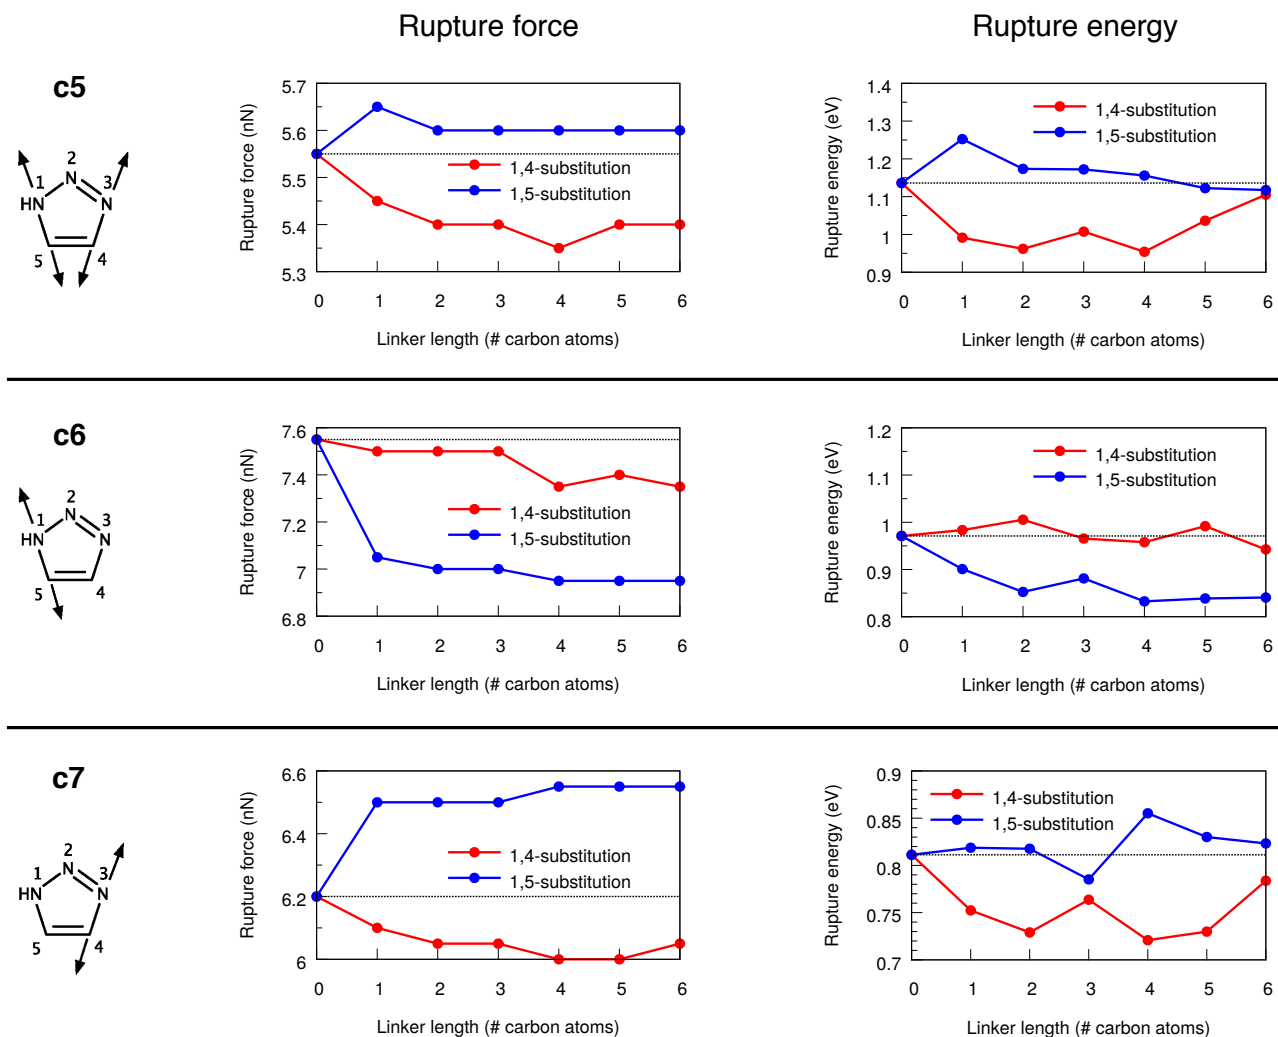 Rupture force
Rupture energy
c5
2
1
3
HN
N
N
5
4
Rupture force (nN)
5.7
5.6
5.5
5.4
5.3
1,4-substitution
1,5-substitution
0 1 2 3 4 5 6
Linker length (# carbon atoms)
Rupture energy (eV)
1.4
1.3
1.2
1.1
1
0.9
1,4-substitution
1,5-substitution
0 1 2 3 4 5 6
Linker length (# carbon atoms)
c6
2
1
3
HN
N
N
5
4
Rupture force (nN)
7.6
7.4
7.2
7
6.8
1,4-substitution
1,5-substitution
0 1 2 3 4 5 6
Linker length (# carbon atoms)
Rupture energy (eV)
1.2
1.1
1
0.9
0.8
1,4-substitution
1,5-substitution
0 1 2 3 4 5 6
Linker length (# carbon atoms)
c7
2
1
3
HN
N
N
5
4
Rupture force (nN)
6.6
6.4
6.2
6
1,4-substitution
1,5-substitution
0 1 2 3 4 5 6
Linker length (# carbon atoms)
Rupture energy (eV)
0.9
0.85
0.8
0.75
0.7
1,4-substitution
1,5-substitution
0 1 2 3 4 5 6
Linker length (# carbon atoms)